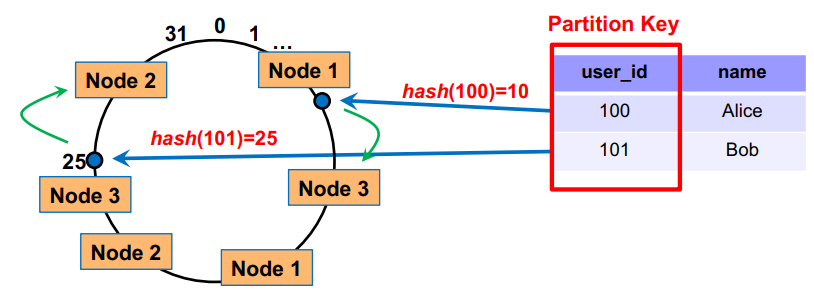 Partition Key
31
0
1
...
Node 2
Node 1
user_id name
hash(100)=10
100 Alice
hash(101)=25
101 Bob
25
Node 3
Node 3
Node 2
Node 1